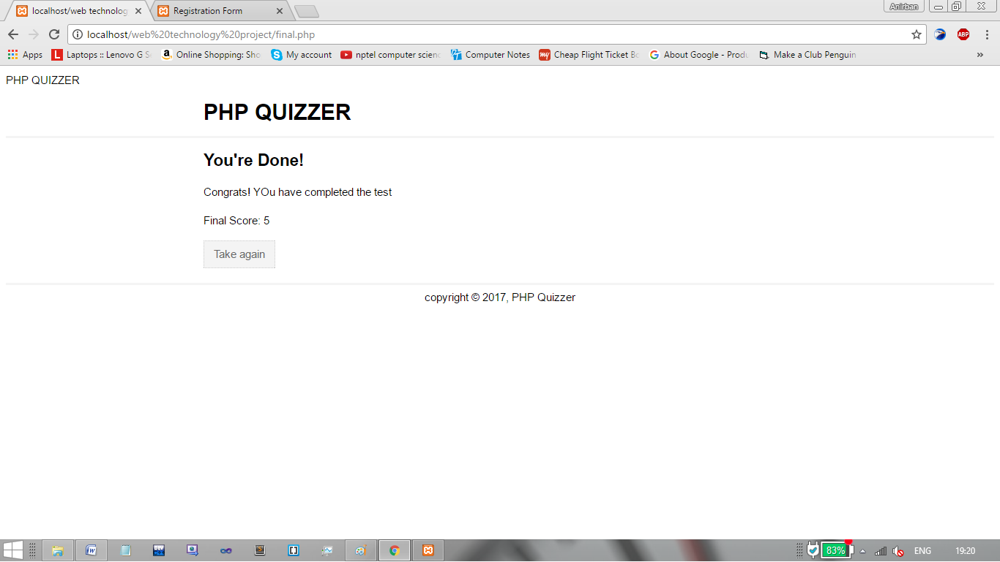 localhost/web technolog
Registration Form
Anirban
localhost/web%20technology%20project/final.php
ABP
Apps
L Laptops :: Lenovo G S
Online Shopping: Sho
My account
nptel computer scienc
Computer Notes
my Cheap Flight Ticket Bo
About Google - Produ
Make a Club Penguin
»
PHP QUIZZER
PHP QUIZZER
You're Done!
Congrats! YOu have completed the test
Final Score: 5
Take again
copyright © 2017, PHP Quizzer
83%
ENG
19:20